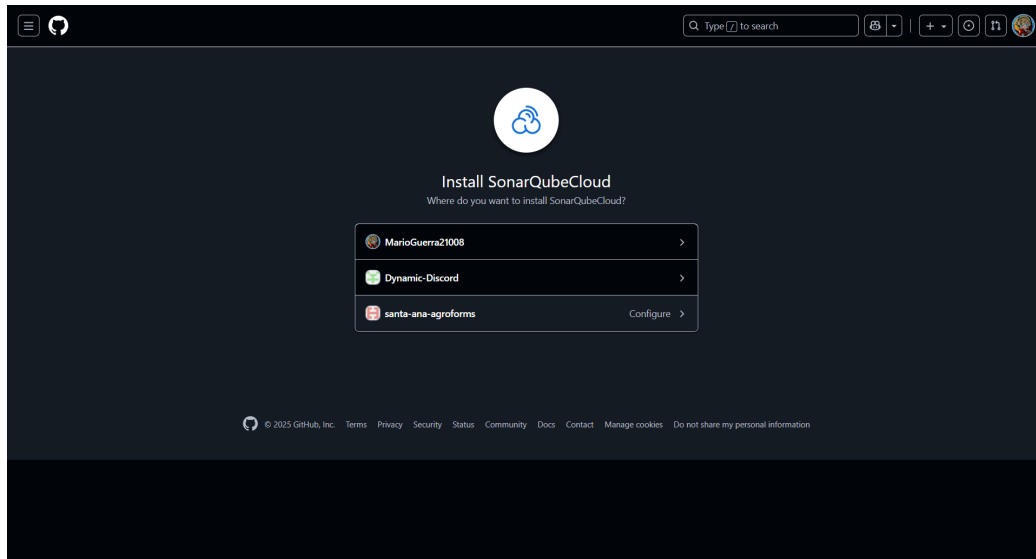 Type / to search
Install SonarQubeCloud
Where do you want to install SonarQubeCloud?
MarioGuerra21008
Dynamic-Discord
santa-ana-agroforms Configure
© 2025 GitHub, Inc. Terms Privacy Security Status Community Docs Contact Manage cookies Do not share my personal information